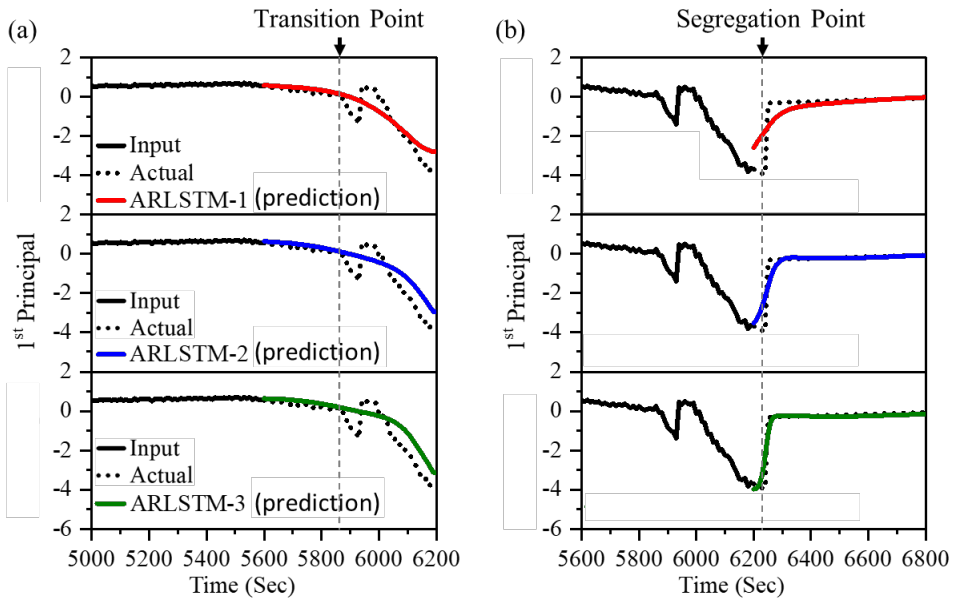 Transition Point
Segregation Point
(a)
(b)
2
0
-2
-4
Input
Actual
ARLSTM-1 (prediction)
2
0
-2
-4
1st Principal
Input
Actual
ARLSTM-2 (prediction)
2
0
-2
-4
-6
Input
Actual
ARLSTM-3 (prediction)
5000 5200 5400 5600 5800 6000 6200
Time (Sec)
2
0
-2
-4
2
0
-2
-4
1st Principal
2
0
-2
-4
-6
5600 5800 6000 6200 6400 6600 6800
Time (Sec)